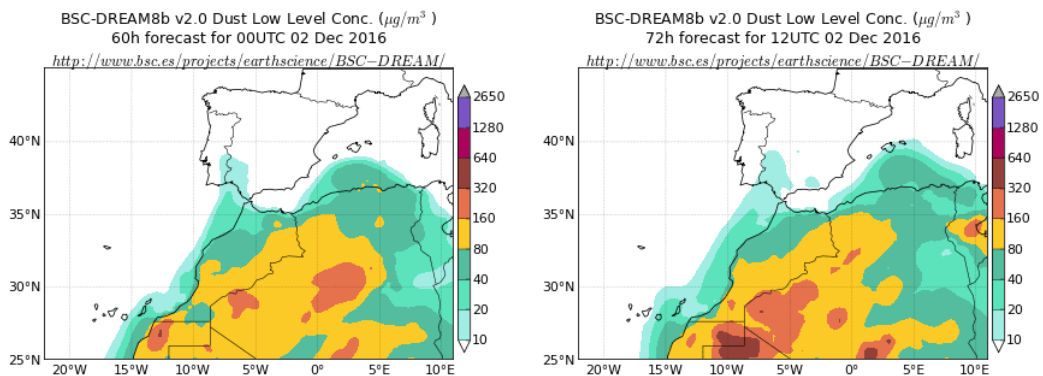 BSC-DREAM8b v2.0 Dust Low Level Conc. (μg/m³ )
60h forecast for 00UTC 02 Dec 2016
http://www.bsc.es/projects/earthscience/BSC−DREAM/
40°N
35°N
30°N
25°N
20°W
15°W
10°W
5°W
0°
5°E
10°E
2650
1280
640
320
160
80
40
20
10
BSC-DREAM8b v2.0 Dust Low Level Conc. (μg/m³ )
72h forecast for 12UTC 02 Dec 2016
http://www.bsc.es/projects/earthscience/BSC−DREAM/
40°N
35°N
30°N
25°N
20°W
15°W
10°W
5°W
0°
5°E
10°E
2650
1280
640
320
160
80
40
20
10